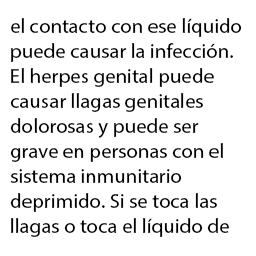 el contacto con ese líquido
puede causar la infección.
El herpes genital puede
causar llagas genitales
dolorosas y puede ser
grave en personas con el
sistema inmunitario
deprimido. Si se toca las
llagas o toca el líquido de